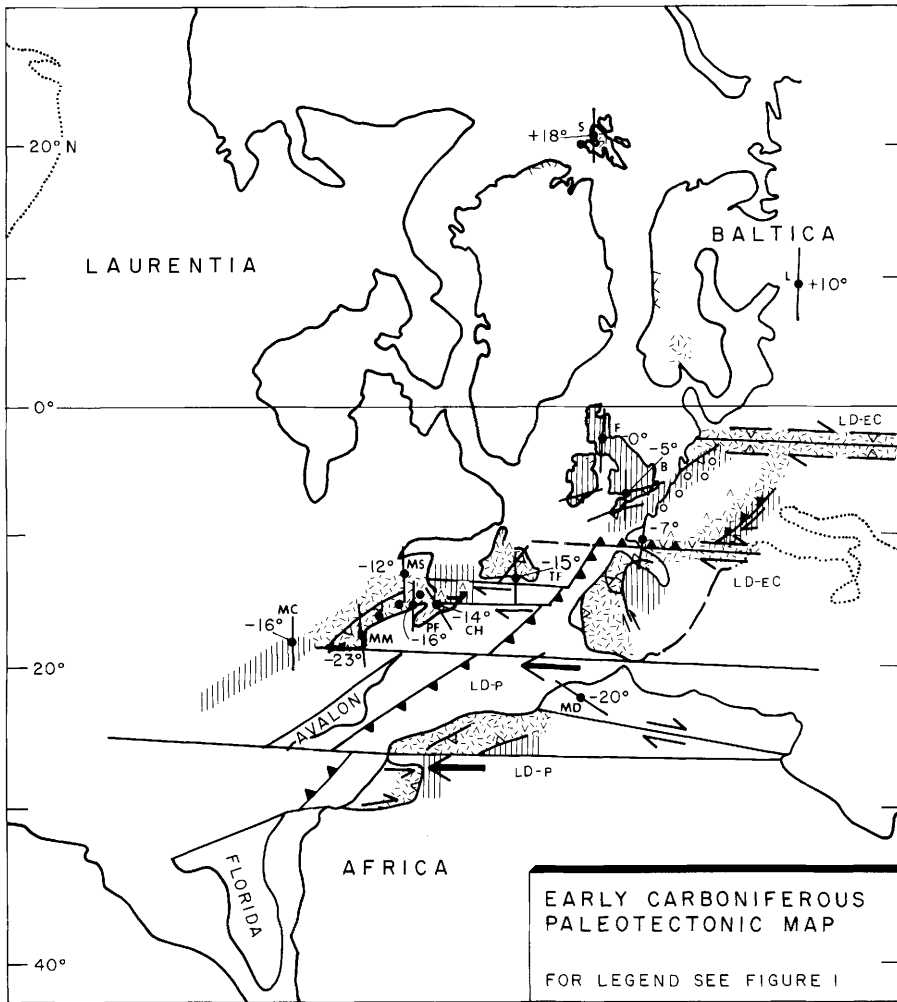 S
+18°
20° N
BALTICA
LAURENTIA
L
+10°
0°
F
0°
LD-EC
-5°
B
-7°
-15°
TF
LD-EC
-12°
MS
MC
-16°
-14°
CH
PF
-16°
MM
-23°
20°
LD-P
-20°
MD
AVALON
LD-P
AFRICA
FLORIDA
EARLY CARBONIFEROUS
PALEOTECTONIC MAP
40°
FOR LEGEND SEE FIGURE 1